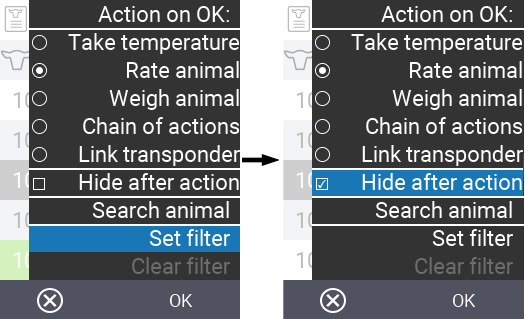 Action on OK:
Take temperature
Rate animal
Weigh animal
Chain of actions
Link transponder
Hide after action
Search animal
Set filter
Clear filter
OK
Action on OK:
Take temperature
Rate animal
Weigh animal
Chain of actions
Link transponder
Hide after action
Search animal
Set filter
Clear filter
OK